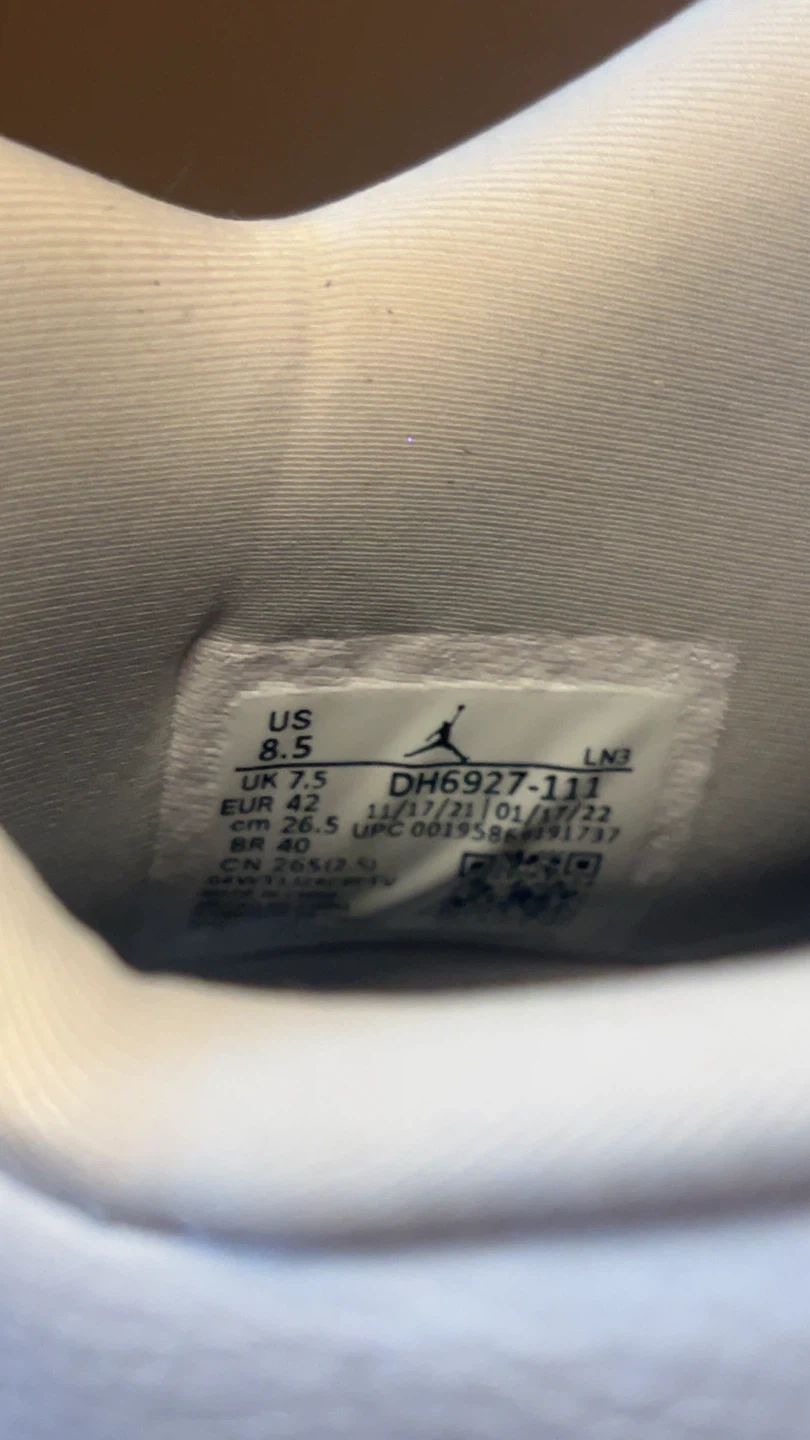 US
8.5
LN3
UK 7.5
DH6927-111
EUR 42
11/17/21 | 01/17/22
cm 26.5
UPC
BR 40
CN 265(2.5)